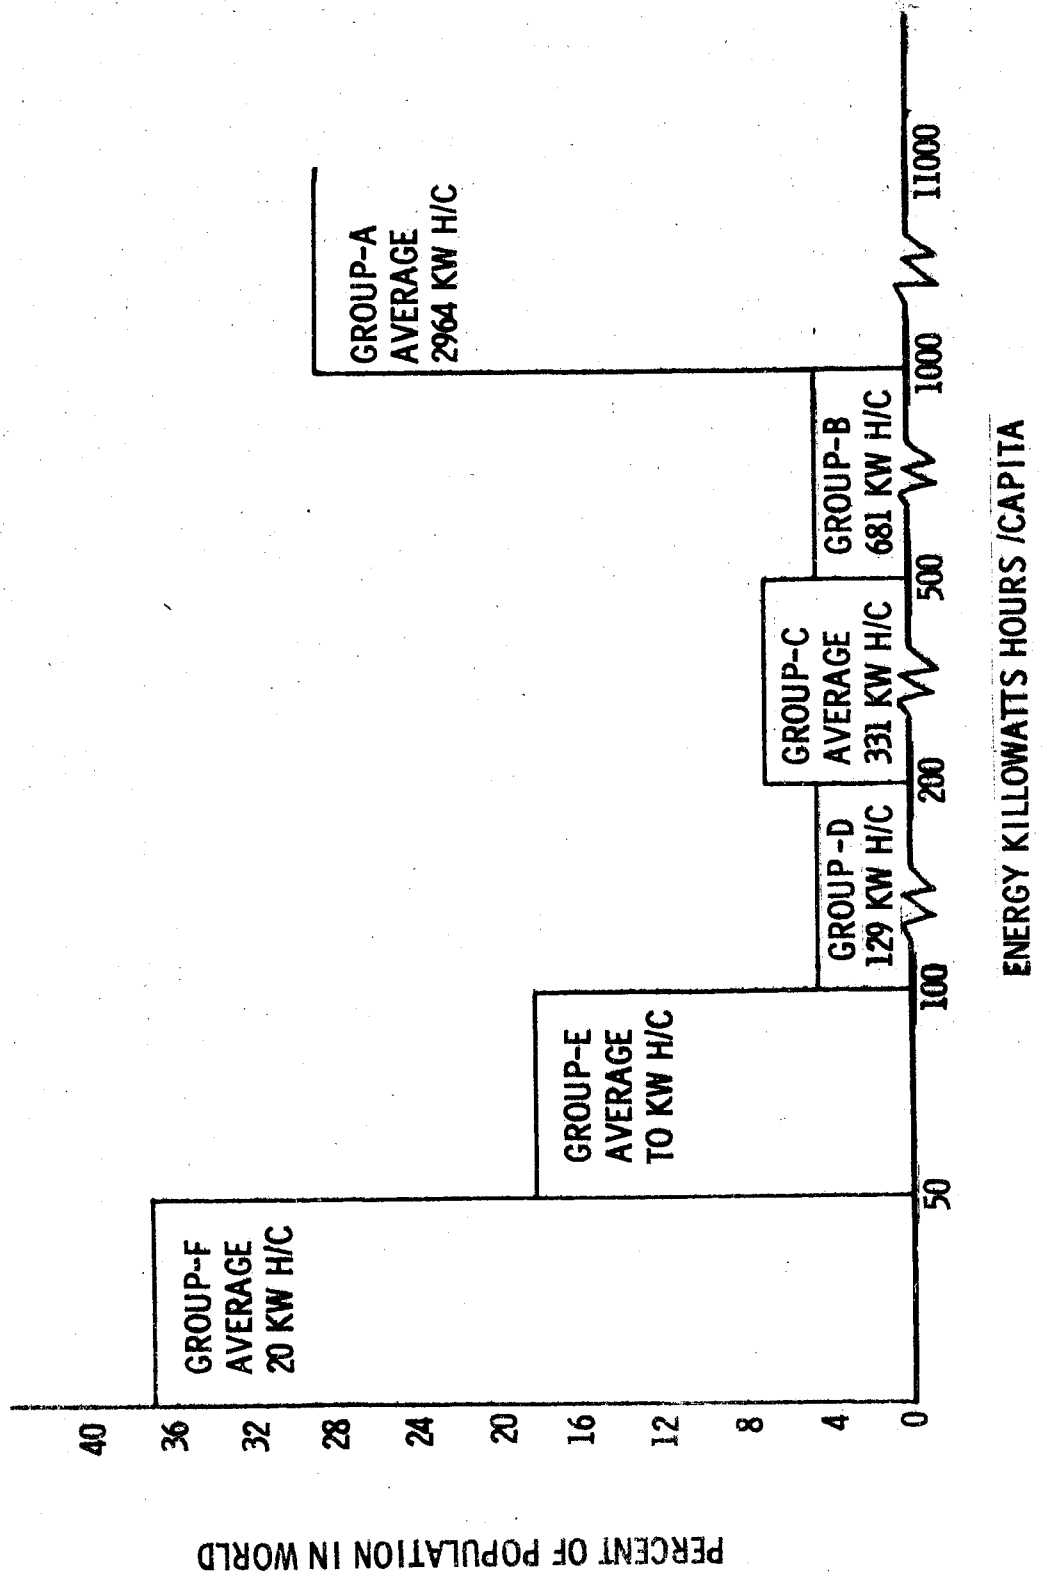 PERCENT OF POPULATION IN WORLD
40
36
32
28
24
20
16
12
8
4
0
GROUP-F
AVERAGE
20 KW H/C
GROUP-E
AVERAGE
TO KW H/C
GROUP-D
129 KW H/C
GROUP-C
AVERAGE
331 KW H/C
GROUP-B
681 KW H/C
GROUP-A
AVERAGE
2964 KW H/C
50
100
200
500
1000
11000
ENERGY KILLOWATTS HOURS /CAPITA